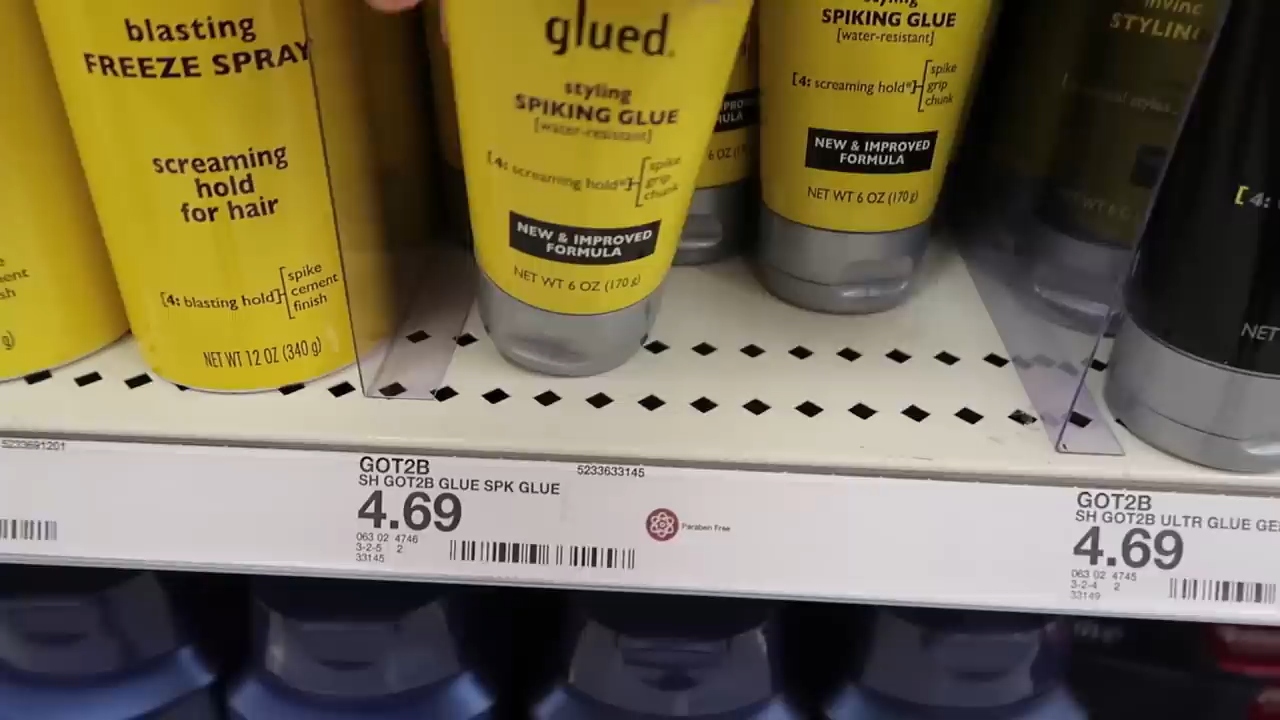 blasting
FREEZE SPRAY
screaming
hold
for hair
[4: blasting hold]
spike
cement
finish
NET WT 12 OZ (340 g)
glued.
styling
SPIKING GLUE
[water-resistant]
[4: screaming hold*]
spike
grip
chunk
NEW & IMPROVED
FORMULA
NET WT 6 OZ (170 g)
styling
SPIKING GLUE
[water-resistant]
[4: screaming hold*]
spike
grip
chunk
NEW & IMPROVED
FORMULA
NET WT 6 OZ (170 g)
STYLIN
[4:
NET
5233691201
GOT2B
SH GOT2B GLUE SPK GLUE
4.69
063 02 4746
3-2-5 2
33145
5233633145
Paraben Free
GOT2B
SH GOT2B ULTR GLUE GE
4.69
063 02 4745
3-2-4 2
33149